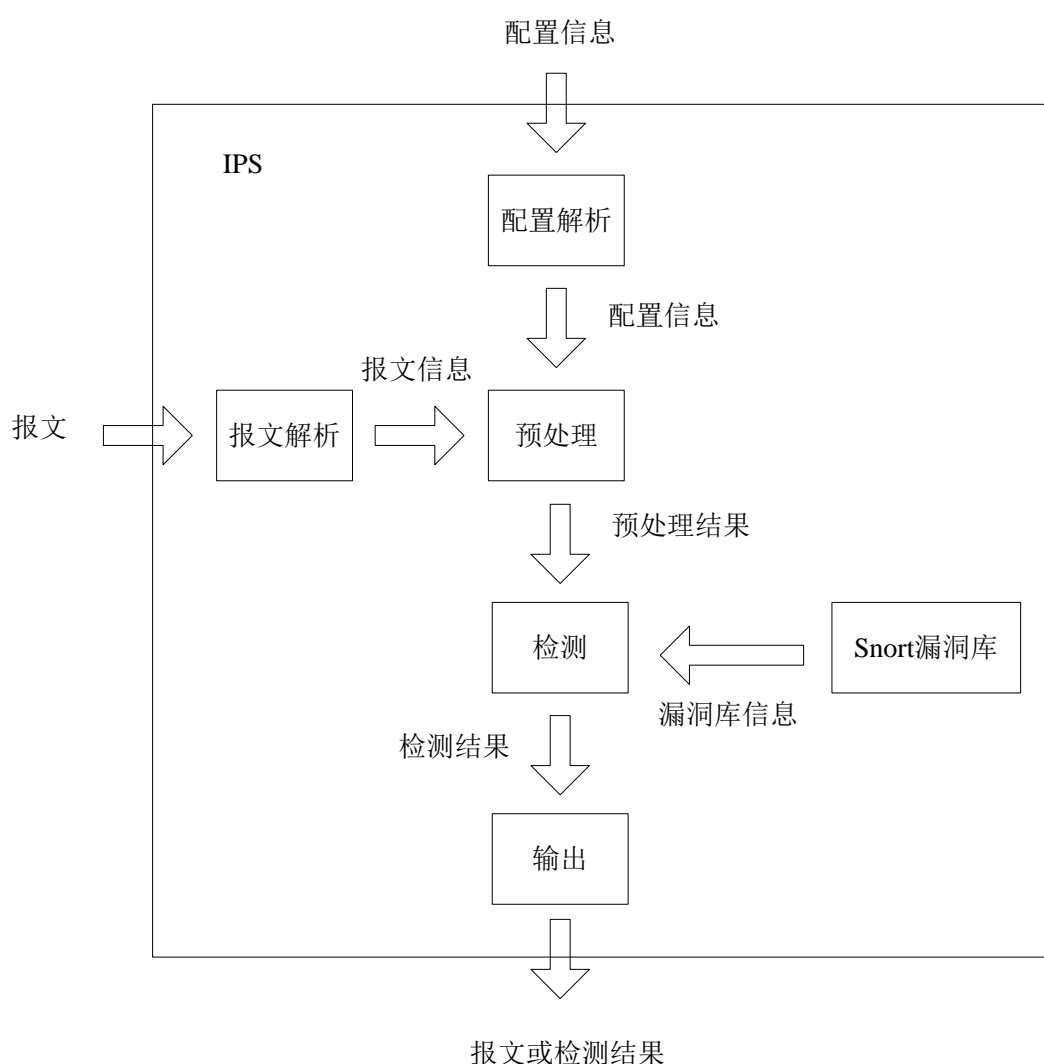 配置信息
IPS
配置解析
配置信息
报文信息
报文
报文解析
预处理
预处理结果
检测
Snort漏洞库
漏洞库信息
检测结果
输出
报文或检测结果